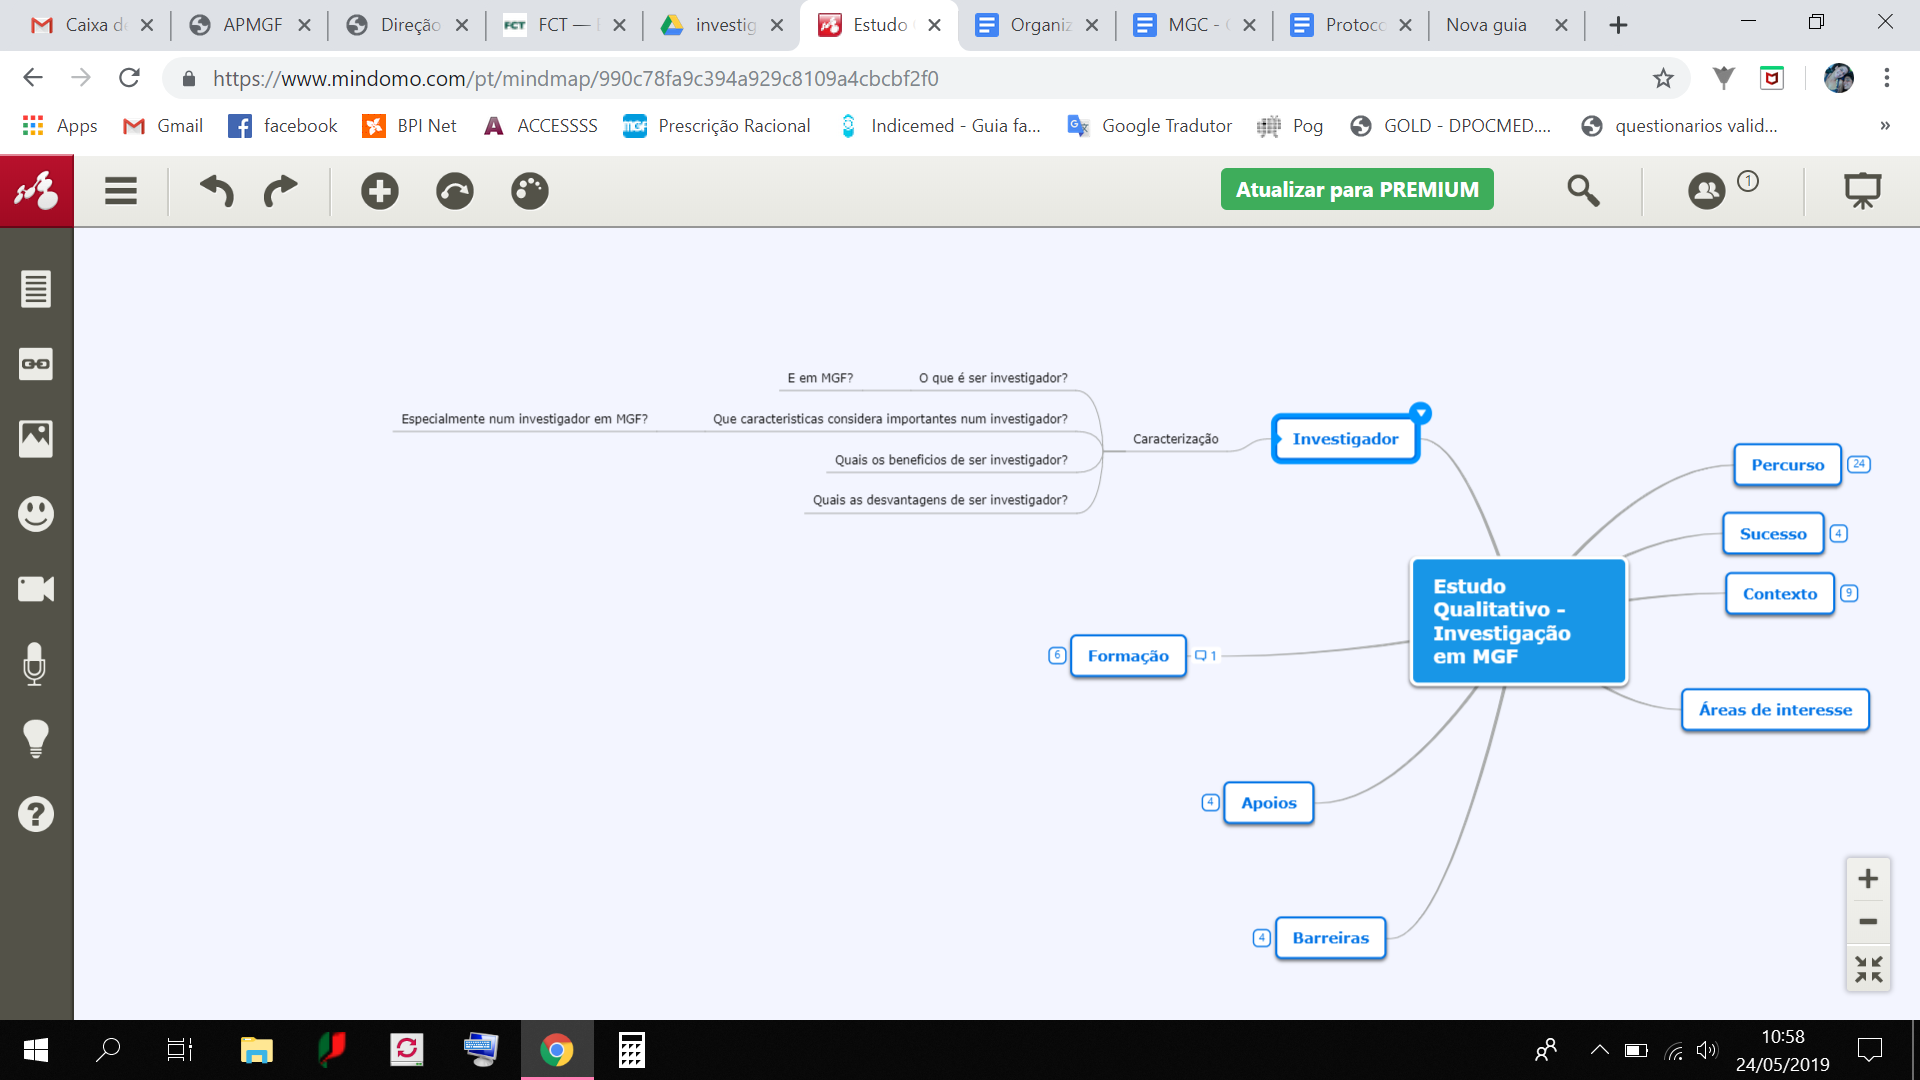 Caixa de
APMGF
Direção
FCT
FCT —
investig
Estudo
Organiz
MGC -
Protoco
Nova guia
https://www.mindomo.com/pt/mindmap/990c78fa9c394a929c8109a4cbcbf2f0
Apps
Gmail
facebook
BPI Net
ACCESSSS
MGF
Prescrição Racional
Indicemed - Guia fa...
Google Tradutor
Pog
GOLD - DPOCMED....
questionarios valid...
»
Atualizar para PREMIUM
1
E em MGF?
O que é ser investigador?
Especialmente num investigador em MGF?
Que caracteristicas considera importantes num investigador?
Quais os beneficios de ser investigador?
Quais as desvantagens de ser investigador?
Caracterização
Investigador
Percurso
24
Sucesso
4
Contexto
9
Estudo
Qualitativo -
Investigação
em MGF
6
Formação
1
Áreas de interesse
4
Apoios
4
Barreiras
10:58
24/05/2019